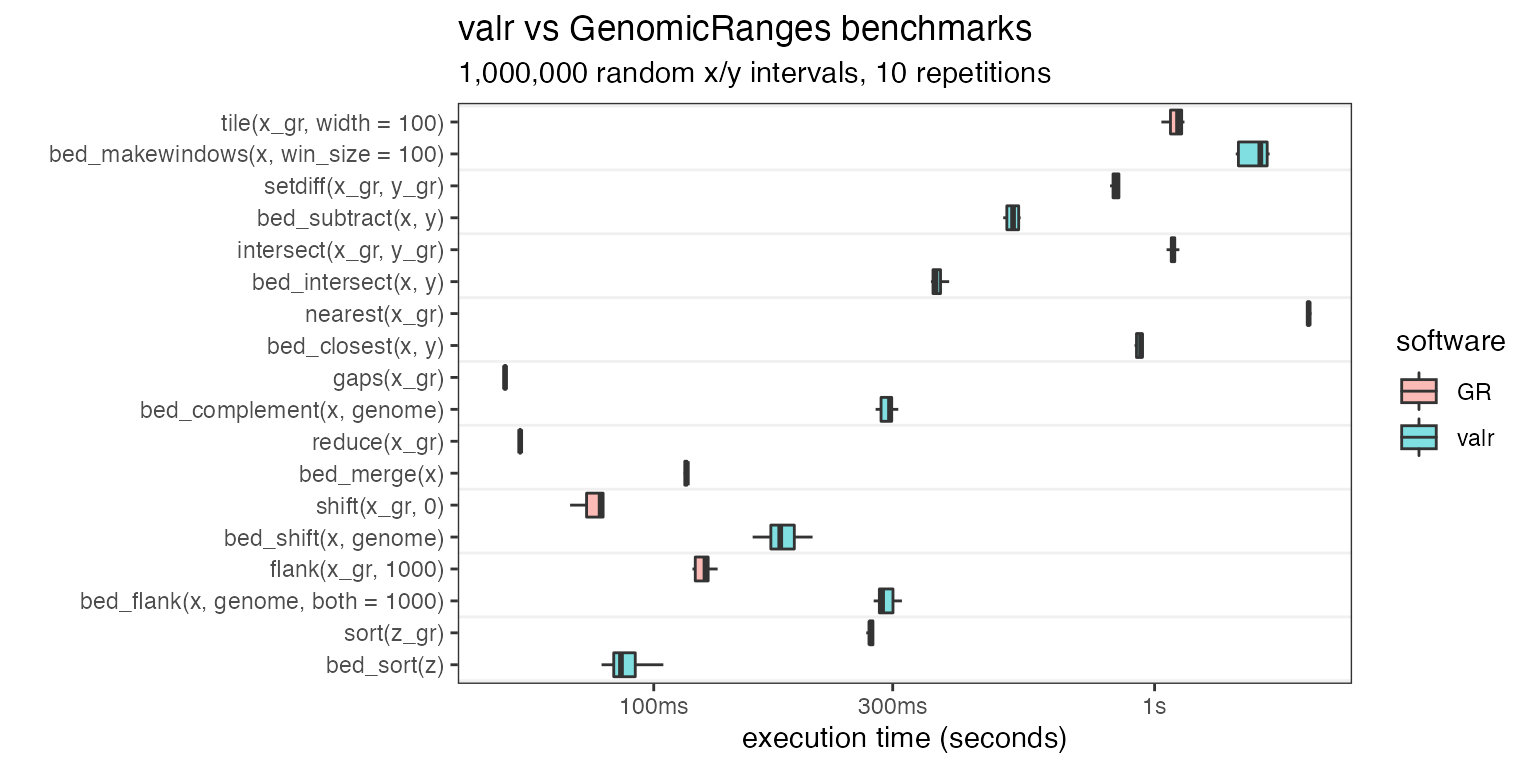 valr vs GenomicRanges benchmarks
1,000,000 random x/y intervals, 10 repetitions
tile(x_gr, width = 100)
bed_makewindows(x, win_size = 100)
setdiff(x_gr, y_gr)
bed_subtract(x, y)
intersect(x_gr, y_gr)
bed_intersect(x, y)
nearest(x_gr)
bed_closest(x, y)
gaps(x_gr)
bed_complement(x, genome)
reduce(x_gr)
bed_merge(x)
shift(x_gr, 0)
bed_shift(x, genome)
flank(x_gr, 1000)
bed_flank(x, genome, both = 1000)
sort(z_gr)
bed_sort(z)
100ms 300ms 1s
execution time (seconds)
software
GR
valr